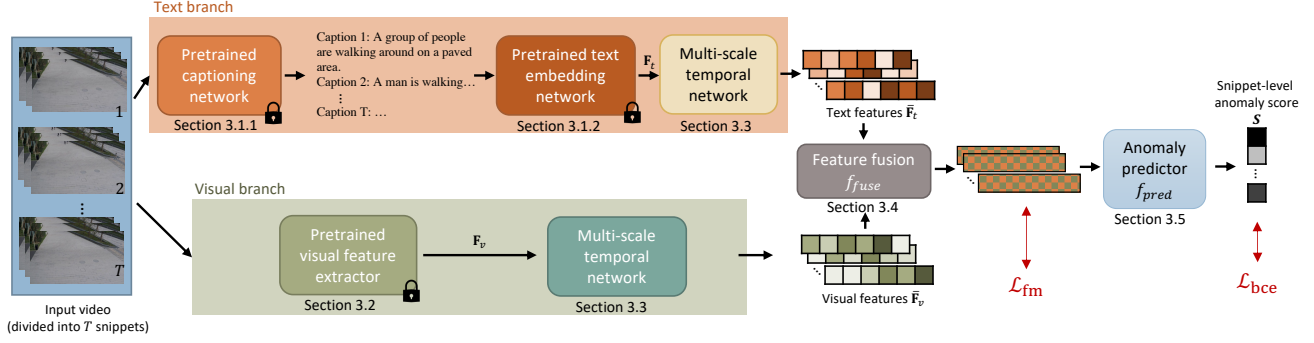 Text branch
Pretrained
captioning
network
Section 3.1.1
Caption 1: A group of people
are walking around on a paved
area.
Caption 2: A man is walking…
⋮
Caption T: …
Pretrained text
embedding
network
Section 3.1.2
F_t
Multi-scale
temporal
network
Section 3.3
Text features F̄_t
1
2
⋮
T
Input video
(divided into T snippets)
Visual branch
Pretrained
visual feature
extractor
Section 3.2
F_v
Multi-scale
temporal
network
Section 3.3
Visual features F̄_v
Feature fusion
f_fuse
Section 3.4
ℒ_fm
Anomaly
predictor
f_pred
Section 3.5
Snippet-level
anomaly score
S
⋮
ℒ_bce